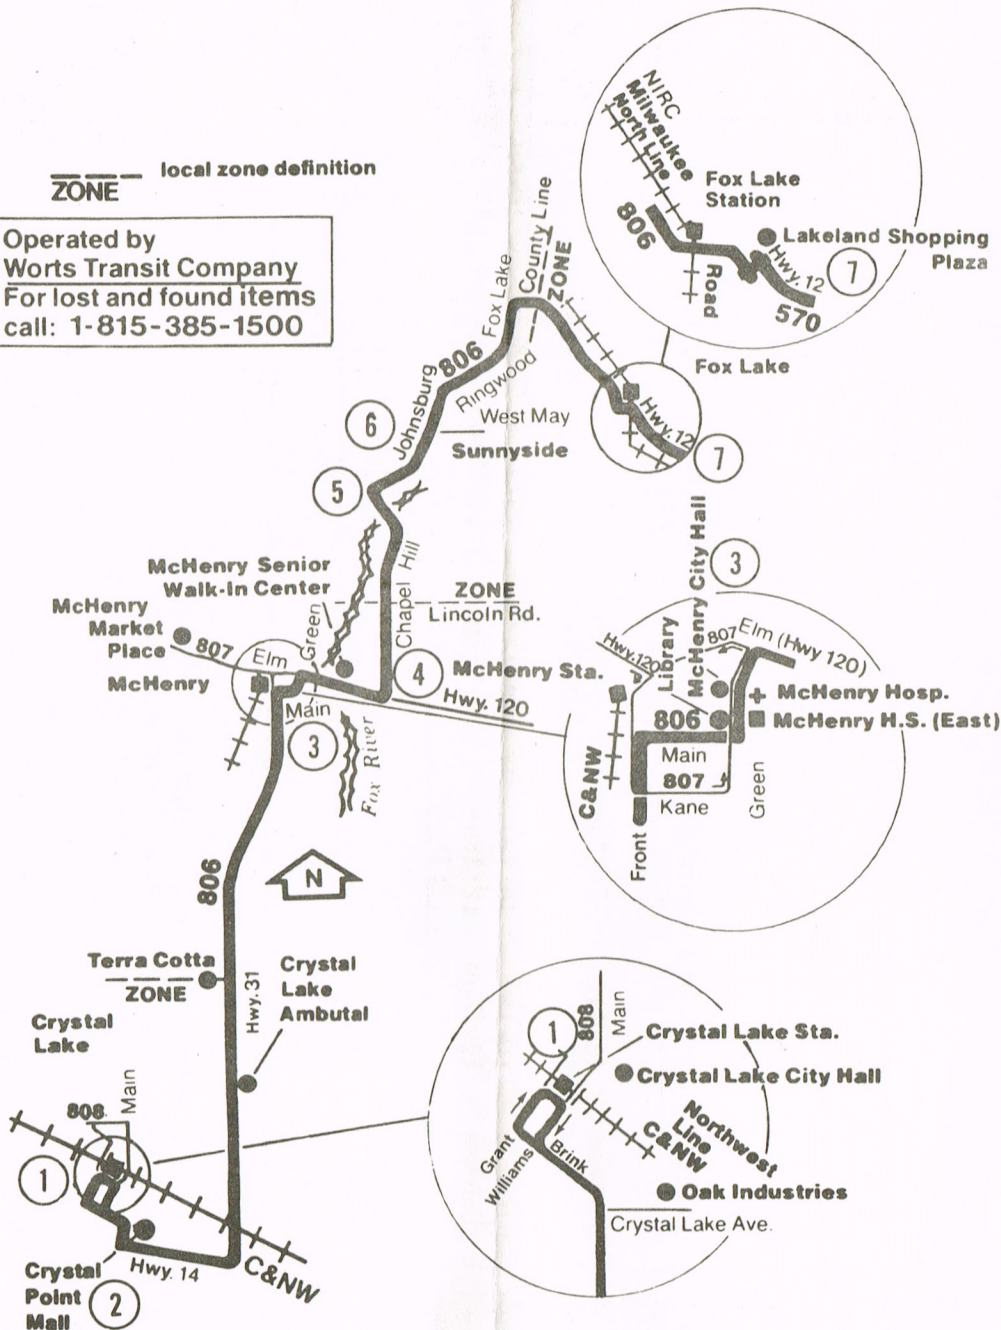 NIRC
Milwaukee
North Line
Fox Lake
Station
806
Lakeland Shopping
Plaza
Hwy. 12
7
Road
570
Fox Lake
ZONE
local zone definition
Operated by
Worts Transit Company
For lost and found items
call: 1-815-385-1500
County Line
ZONE
Fox Lake
806
Ringwood
Johnsburg
6
West May
Sunnyside
Hwy. 12
7
5
McHenry Senior
Walk-In Center
Chapel Hill
ZONE
Lincoln Rd.
McHenry
Market
Place
807
Elm
Green
McHenry
4
McHenry Sta.
Hwy. 120
Main
3
Fox River
McHenry City Hall
3
Library
Hwy. 120
807
Elm (Hwy 120)
McHenry Hosp.
806
McHenry H.S. (East)
Main
807
Kane
C&NW
Green
Front
806
N
Terra Cotta
ZONE
Hwy. 31
Crystal
Lake
Ambutal
Crystal
Lake
808
Main
1
Crystal
Point
Mall
2
Hwy. 14
C&NW
1
808
Main
Crystal Lake Sta.
Crystal Lake City Hall
Northwest
Line
C&NW
Grant
Williams
Brink
Oak Industries
Crystal Lake Ave.